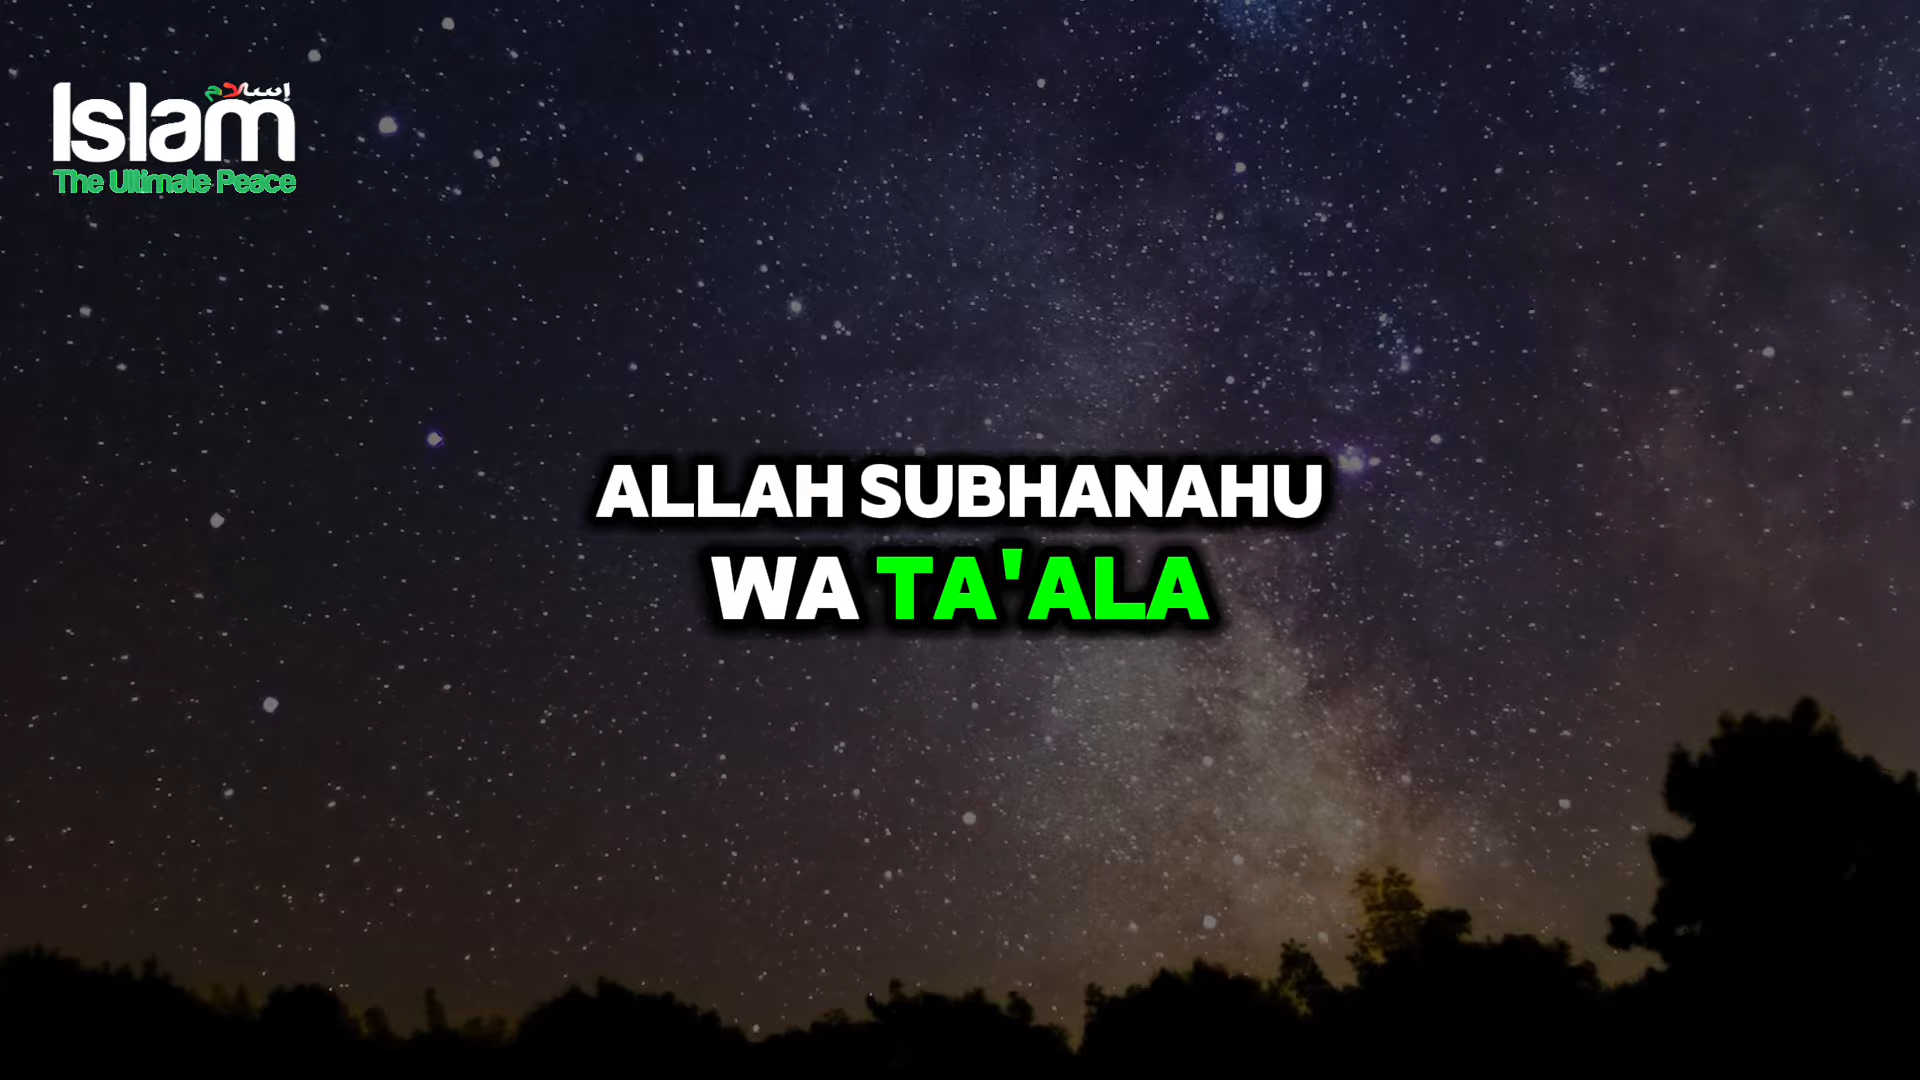 إسلام
Islam
The Ultimate Peace
ALLAH SUBHANAHU
WA TA'ALA